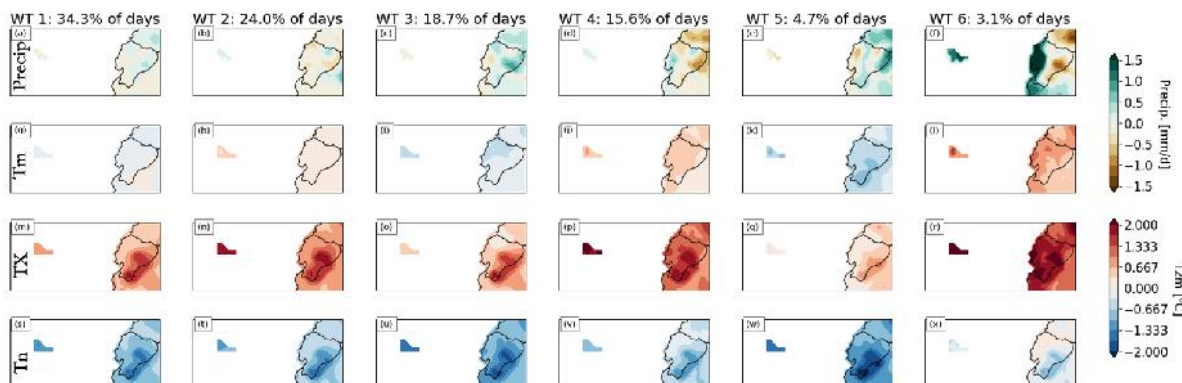 WT 1: 34.3% of days WT 2: 24.0% of days WT 3: 18.7% of days WT 4: 15.6% of days WT 5: 4.7% of days WT 6: 3.1% of days
Precip (a) (b) (c) (d) (e) (f)
1.5
1.0
0.5
0.0
−0.5
−1.0
−1.5
Precip. [mm/d]
Tm (g) (h) (i) (j) (k) (l)
TX (m) (n) (o) (p) (q) (r)
2.000
1.333
0.667
0.000
−0.667
−1.333
−2.000
T2m [°C]
Tn (s) (t) (u) (v) (w) (x)